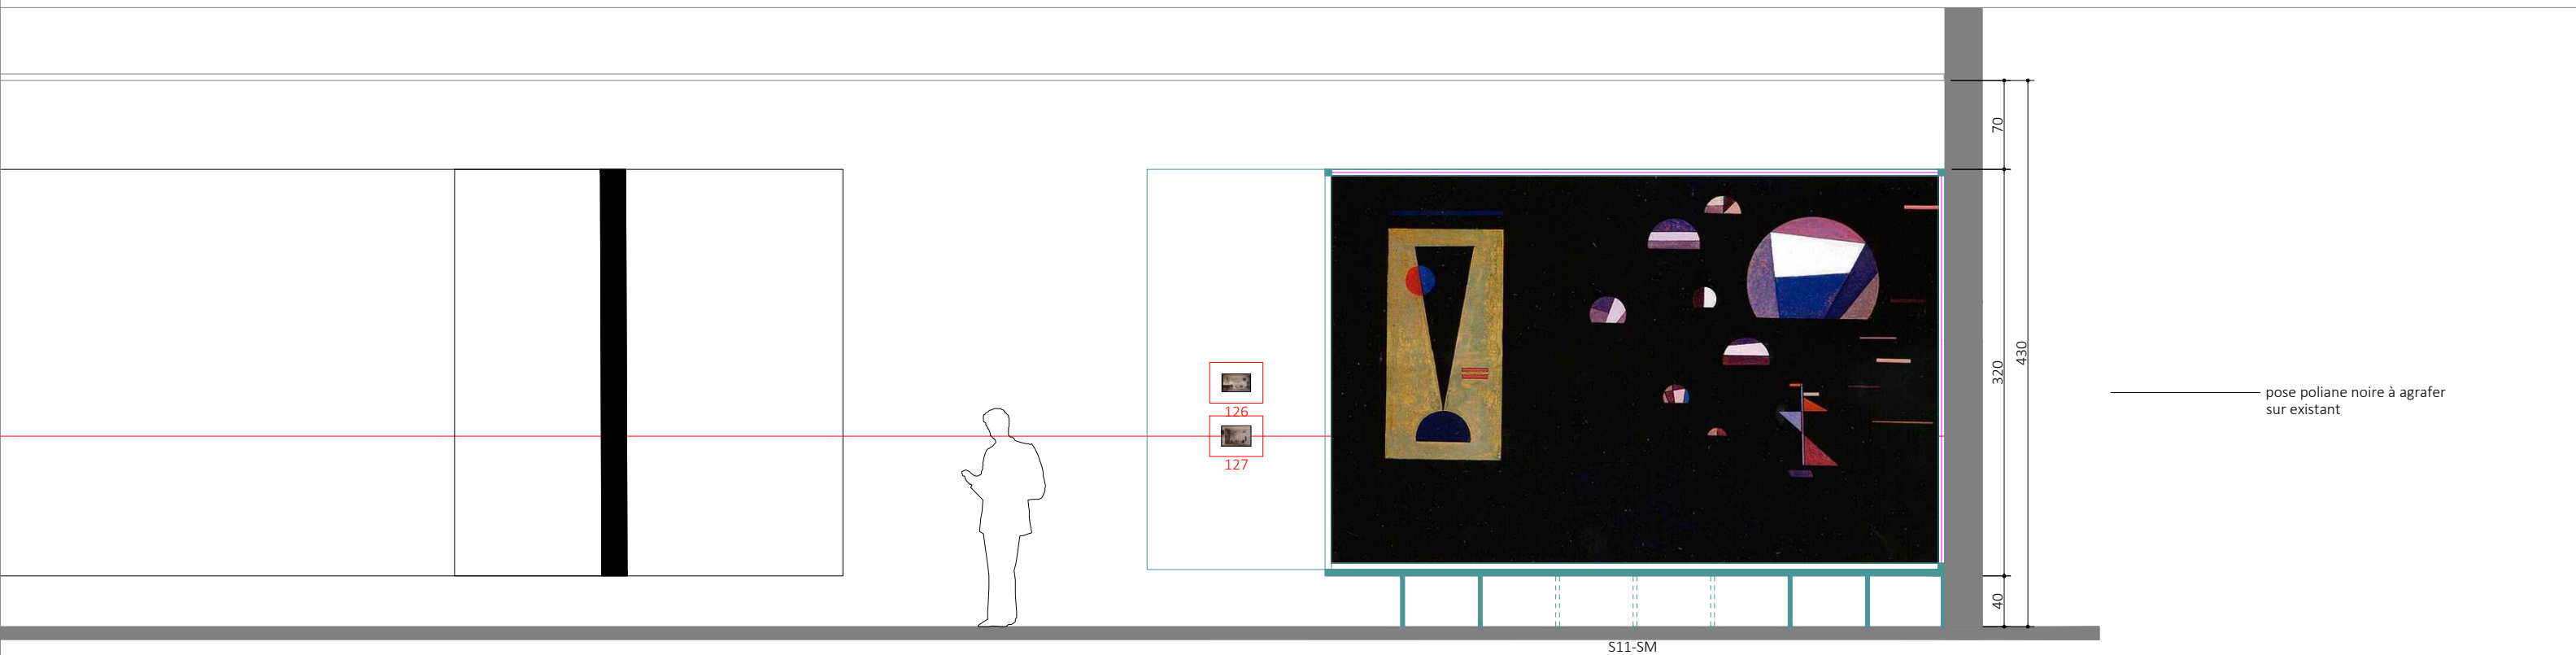 70
320
430
126
127
pose poliane noire à agrafer
sur existant
40
S11-SM